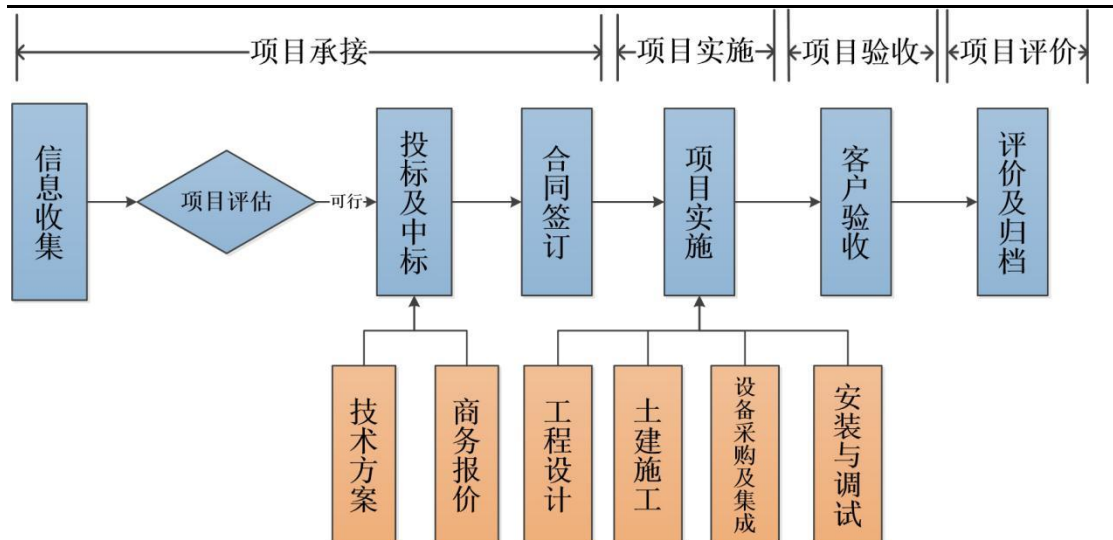 项目承接
项目实施
项目验收
项目评价
信息收集
项目评估
可行
投标及中标
合同签订
项目实施
客户验收
评价及归档
技术方案
商务报价
工程设计
土建施工
设备采购及集成
安装与调试